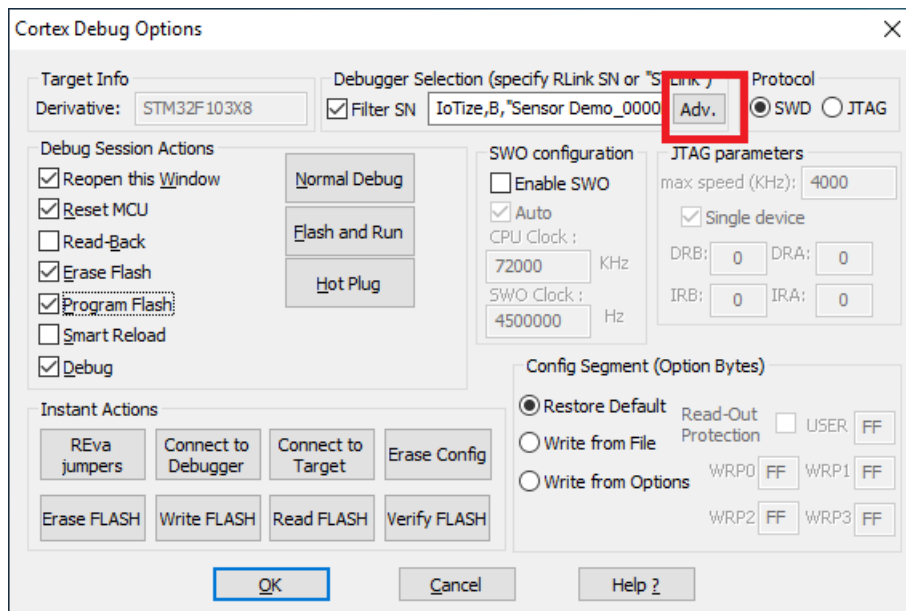 Cortex Debug Options
Target Info
Derivative: STM32F103X8
Debugger Selection (specify RLink SN or "STLink")
Filter SN IoTize,B,"Sensor Demo_0000 Adv.
Protocol
SWD JTAG
Debug Session Actions
Reopen this Window
Reset MCU
Read-Back
Erase Flash
Program Flash
Smart Reload
Debug
Normal Debug
Flash and Run
Hot Plug
SWO configuration
Enable SWO
Auto
CPU Clock :
72000 KHz
SWO Clock :
4500000 Hz
JTAG parameters
max speed (KHz): 4000
Single device
DRB: 0 DRA: 0
IRB: 0 IRA: 0
Instant Actions
REva jumpers
Connect to Debugger
Connect to Target
Erase Config
Erase FLASH
Write FLASH
Read FLASH
Verify FLASH
Config Segment (Option Bytes)
Restore Default
Write from File
Write from Options
Read-Out Protection
USER FF
WRP0 FF WRP1 FF
WRP2 FF WRP3 FF
OK
Cancel
Help ?